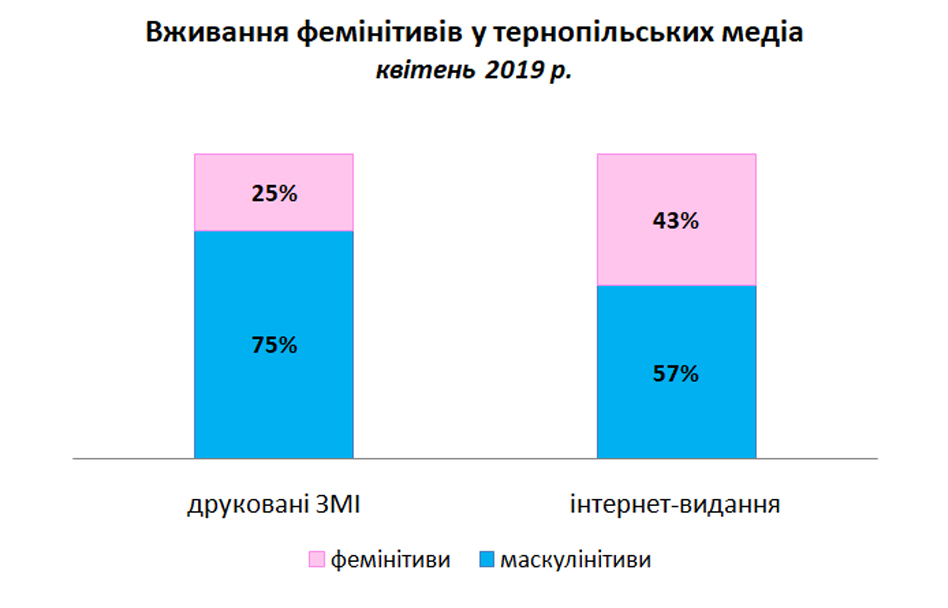 Вживання фемінітивів у тернопільських медіа
квітень 2019 р.
25%
43%
75%
57%
друковані ЗМІ
інтернет-видання
фемінітиви
маскулінітиви